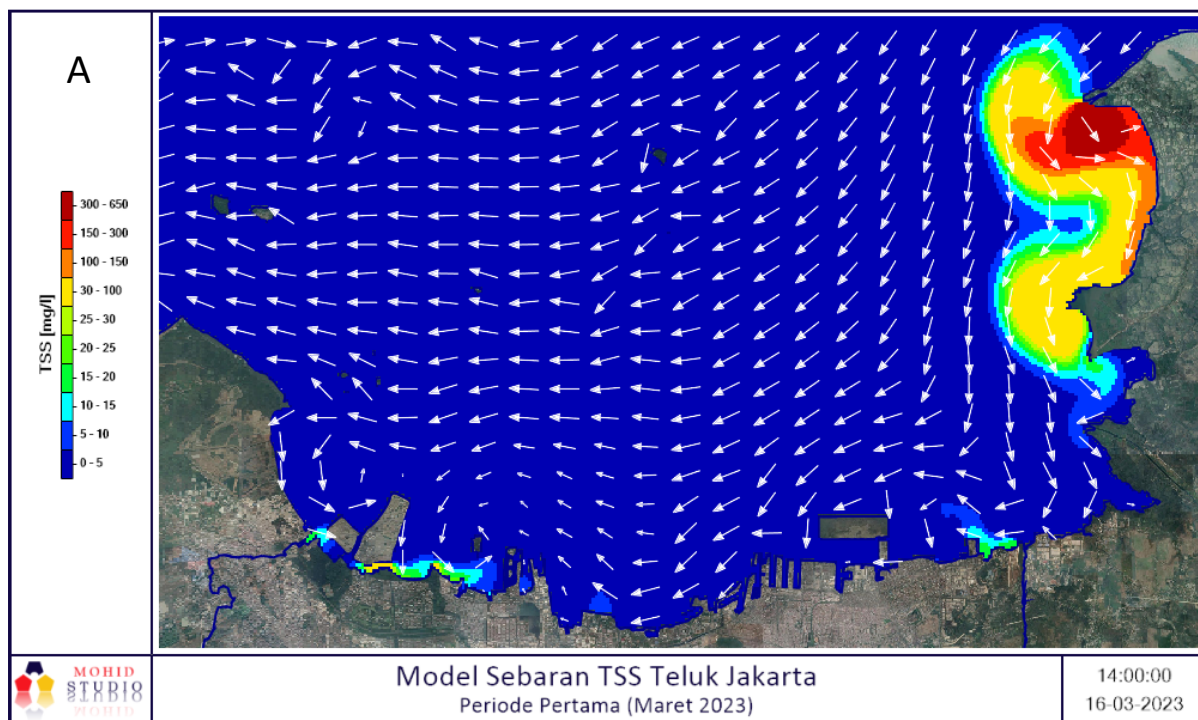 A
TSS [mg/l]
300 - 650
150 - 300
100 - 150
30 - 100
25 - 30
20 - 25
15 - 20
10 - 15
5 - 10
0 - 5
MOHID
STUDIO
Model Sebaran TSS Teluk Jakarta
Periode Pertama (Maret 2023)
14:00:00
16-03-2023